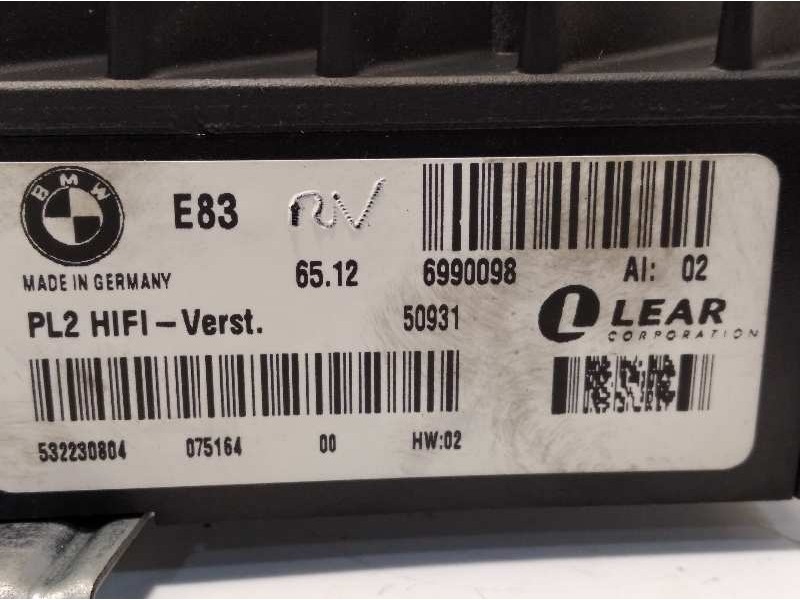 BMW
E83 RV
MADE IN GERMANY 65.12 6990098 AI: 02
PL2 HIFI-Verst. 50931
LEAR
CORPORATION
532230804 075164 00 HW:02